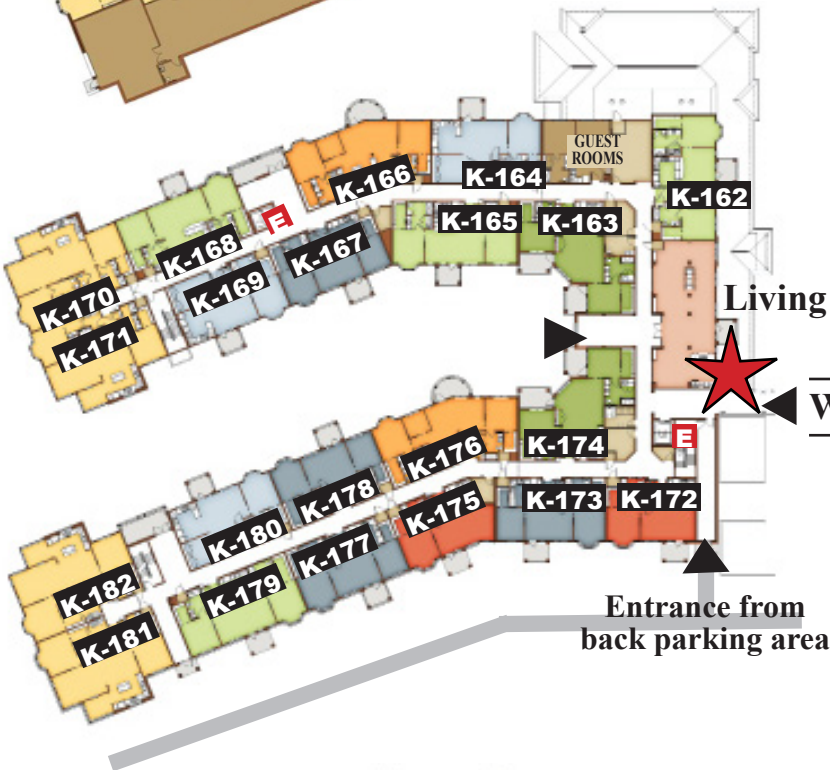 GUEST
ROOMS
K-166
K-164
K-162
K-168
E
K-167
K-165
K-163
K-170
K-169
K-171
Living
W
K-176
K-174
E
K-178
K-175
K-173
K-172
K-180
K-177
K-182
K-179
K-181
Entrance from
back parking area